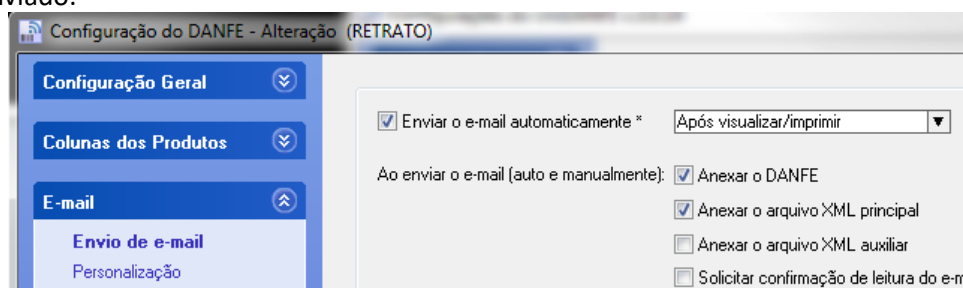 Configuração do DANFE - Alteração (RETRATO)
Configuração Geral
Colunas dos Produtos
E-mail
Envio de e-mail
Personalização
Enviar o e-mail automaticamente * Após visualizar/imprimir
Ao enviar o e-mail (auto e manualmente): Anexar o DANFE
Anexar o arquivo XML principal
Anexar o arquivo XML auxiliar
Solicitar confirmação de leitura do